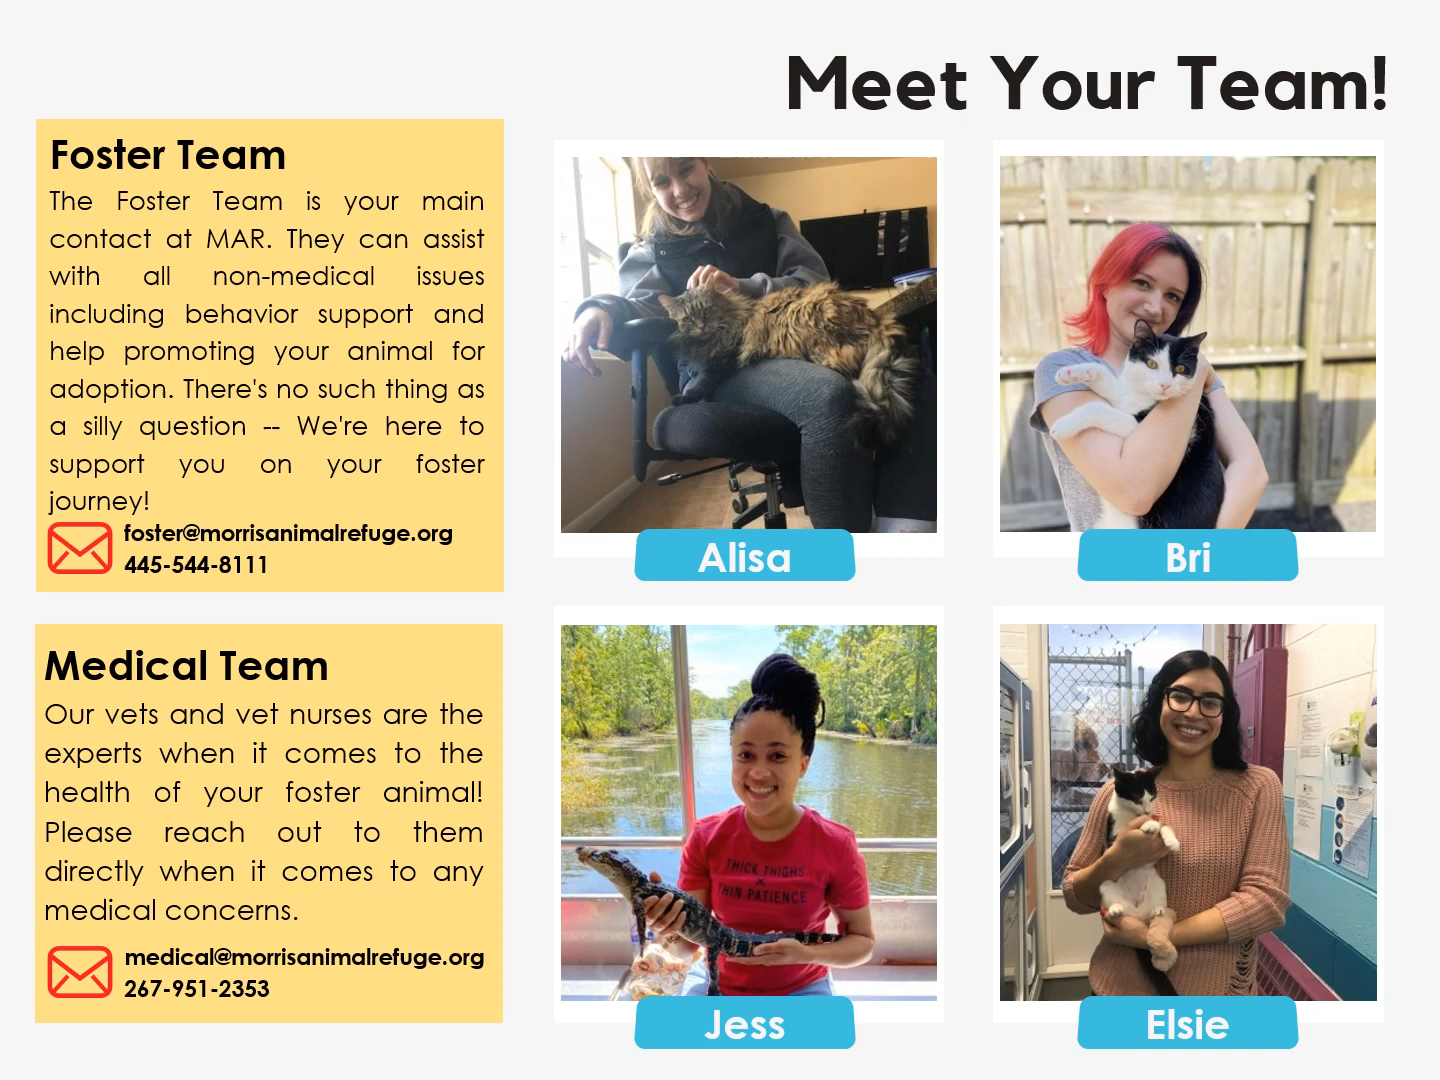 Meet Your Team!
Foster Team
The Foster Team is your main
contact at MAR. They can assist
with all non-medical issues
including behavior support and
help promoting your animal for
adoption. There's no such thing as
a silly question -- We're here to
support you on your foster
journey!
foster@morrisanimalrefuge.org
445-544-8111
Medical Team
Our vets and vet nurses are the
experts when it comes to the
health of your foster animal!
Please reach out to them
directly when it comes to any
medical concerns.
medical@morrisanimalrefuge.org
267-951-2353
Alisa
Bri
THICK THIGHS
THIN PATIENCE
Jess
Elsie